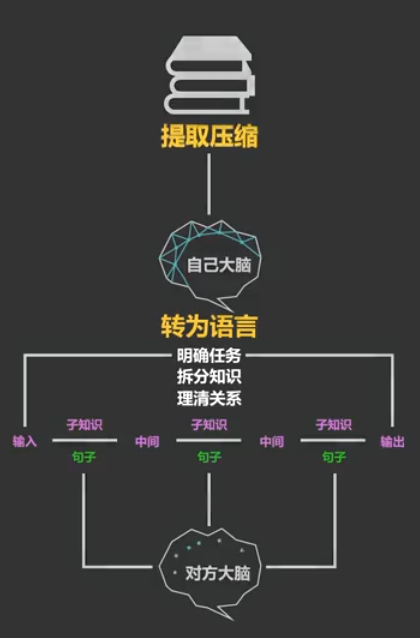 提取压缩
自己大脑
转为语言
明确任务
拆分知识
理清关系
子知识 子知识 子知识
输入 中间 中间 输出
句子 句子 句子
对方大脑